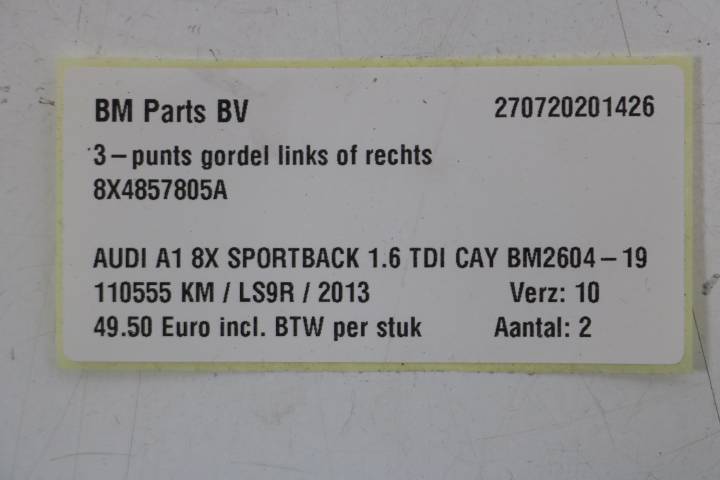 BM Parts BV 270720201426
3-punts gordel links of rechts
8X4857805A
AUDI A1 8X SPORTBACK 1.6 TDI CAY BM2604-19
110555 KM / LS9R / 2013 Verz: 10
49.50 Euro incl. BTW per stuk Aantal: 2